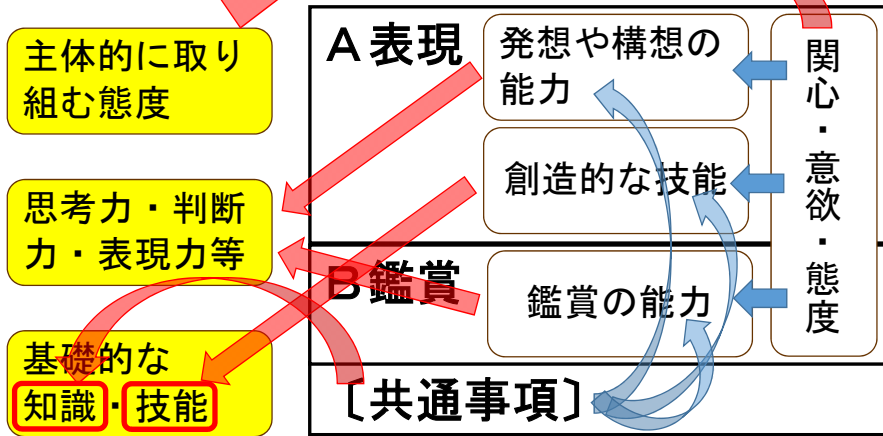 主体的に取り
組む態度
思考力・判断
力・表現力等
基礎的な
知識・技能
Ａ表現
発想や構想の
能力
創造的な技能
Ｂ鑑賞
鑑賞の能力
〔共通事項〕
関心・意欲・態度